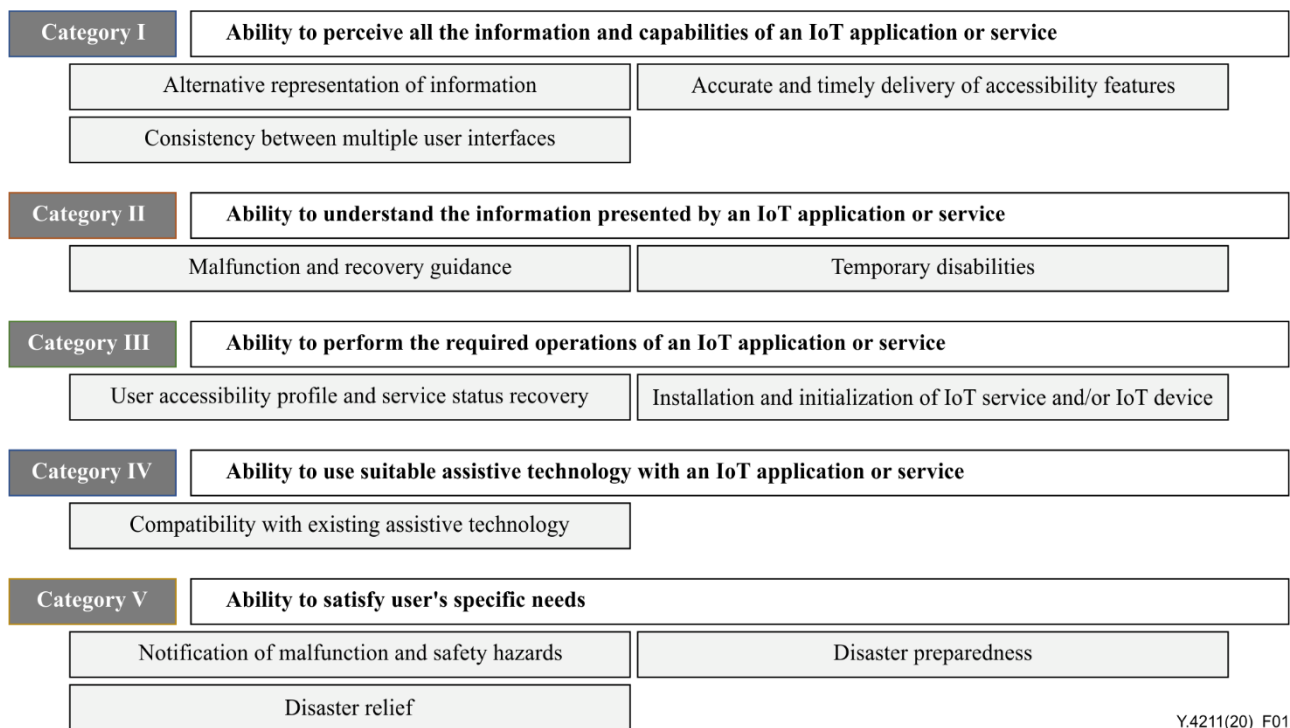 Category I
Ability to perceive all the information and capabilities of an IoT application or service
Alternative representation of information
Accurate and timely delivery of accessibility features
Consistency between multiple user interfaces
Category II
Ability to understand the information presented by an IoT application or service
Malfunction and recovery guidance
Temporary disabilities
Category III
Ability to perform the required operations of an IoT application or service
User accessibility profile and service status recovery
Installation and initialization of IoT service and/or IoT device
Category IV
Ability to use suitable assistive technology with an IoT application or service
Compatibility with existing assistive technology
Category V
Ability to satisfy user's specific needs
Notification of malfunction and safety hazards
Disaster preparedness
Disaster relief
Y.4211(20)_F01